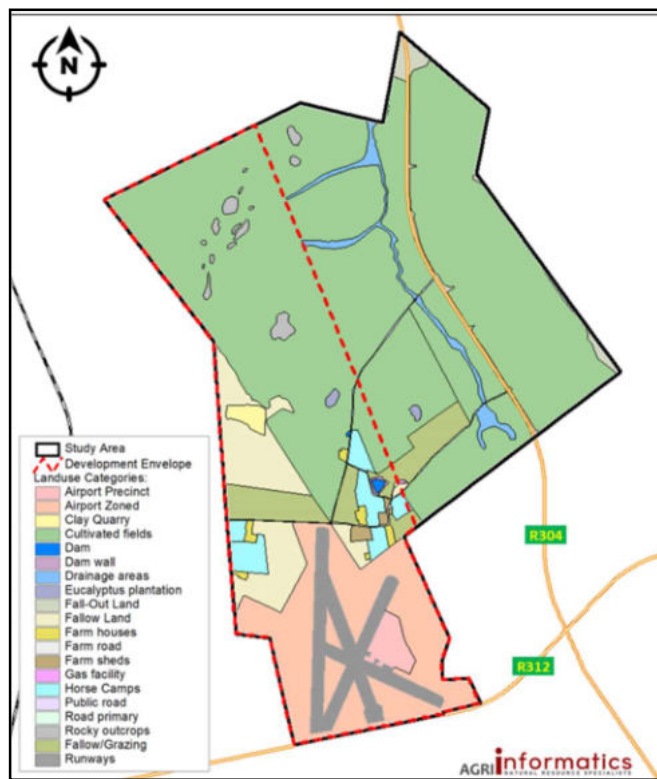 N
Study Area
Development Envelope
Landuse Categories:
Airport Precinct
Airport Zoned
Clay Quarry
Cultivated fields
Dam
Dam wall
Drainage areas
Eucalyptus plantation
Fall-Out Land
Fallow Land
Farm houses
Farm road
Farm sheds
Gas facility
Horse Camps
Public road
Road primary
Rocky outcrops
Fallow/Grazing
Runways
R304
R312
AGRI informatics
NATURAL RESOURCE SPECIALISTS